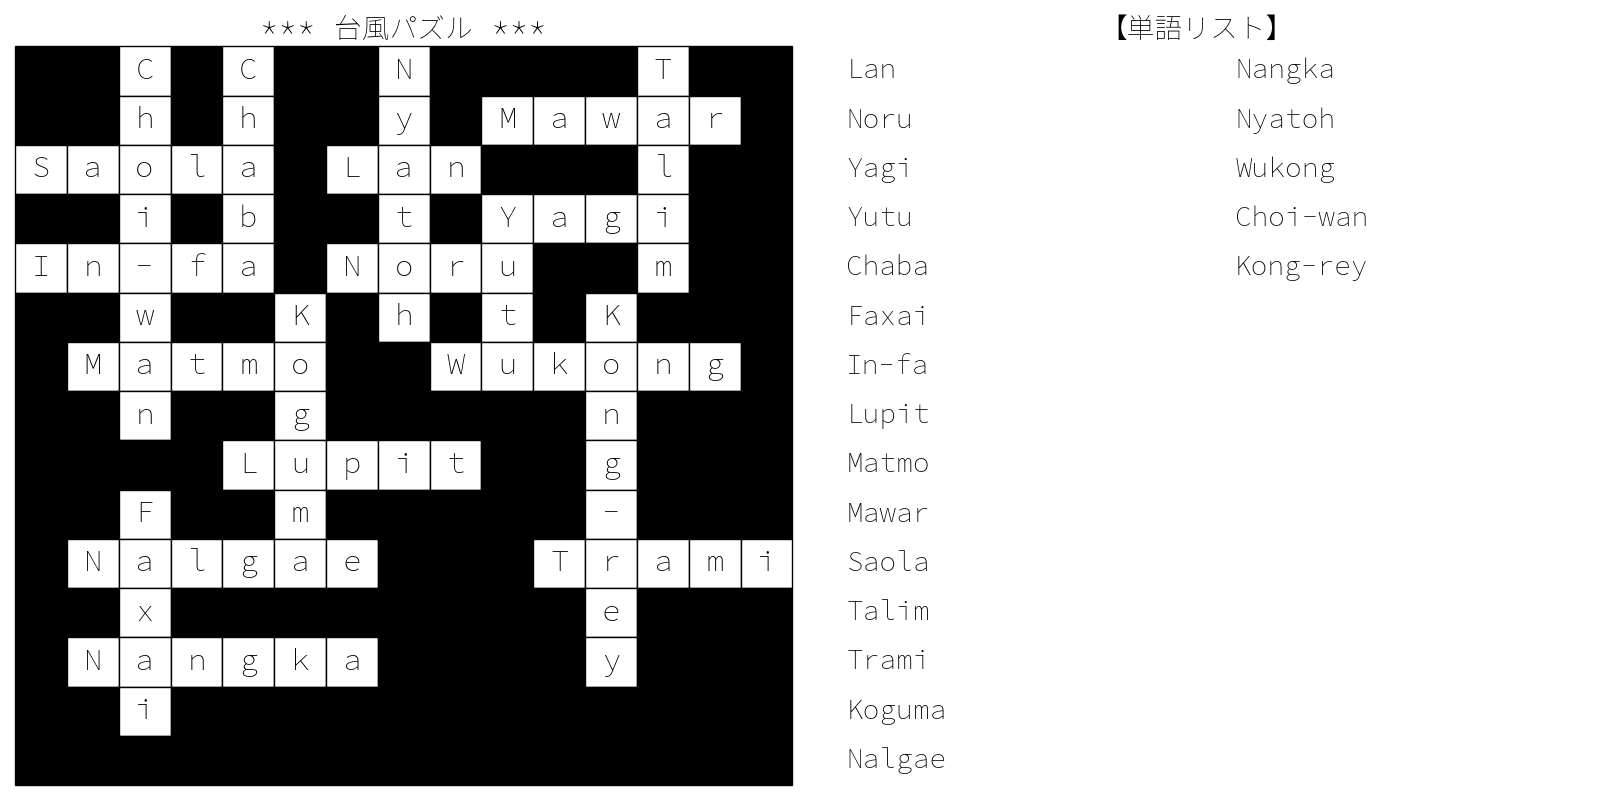 *** 台風パズル ***
C C N T
h h y M a w a r
S a o l a L a n l
i b t Y a g i
I n - f a N o r u m
w K h t K
M a t m o W u k o n g
n g n
L u p i t g
F m -
N a l g a e T r a m i
x e
N a n g k a y
i
【単語リスト】
Lan
Noru
Yagi
Yutu
Chaba
Faxai
In-fa
Lupit
Matmo
Mawar
Saola
Talim
Trami
Koguma
Nalgae
Nangka
Nyatoh
Wukong
Choi-wan
Kong-rey